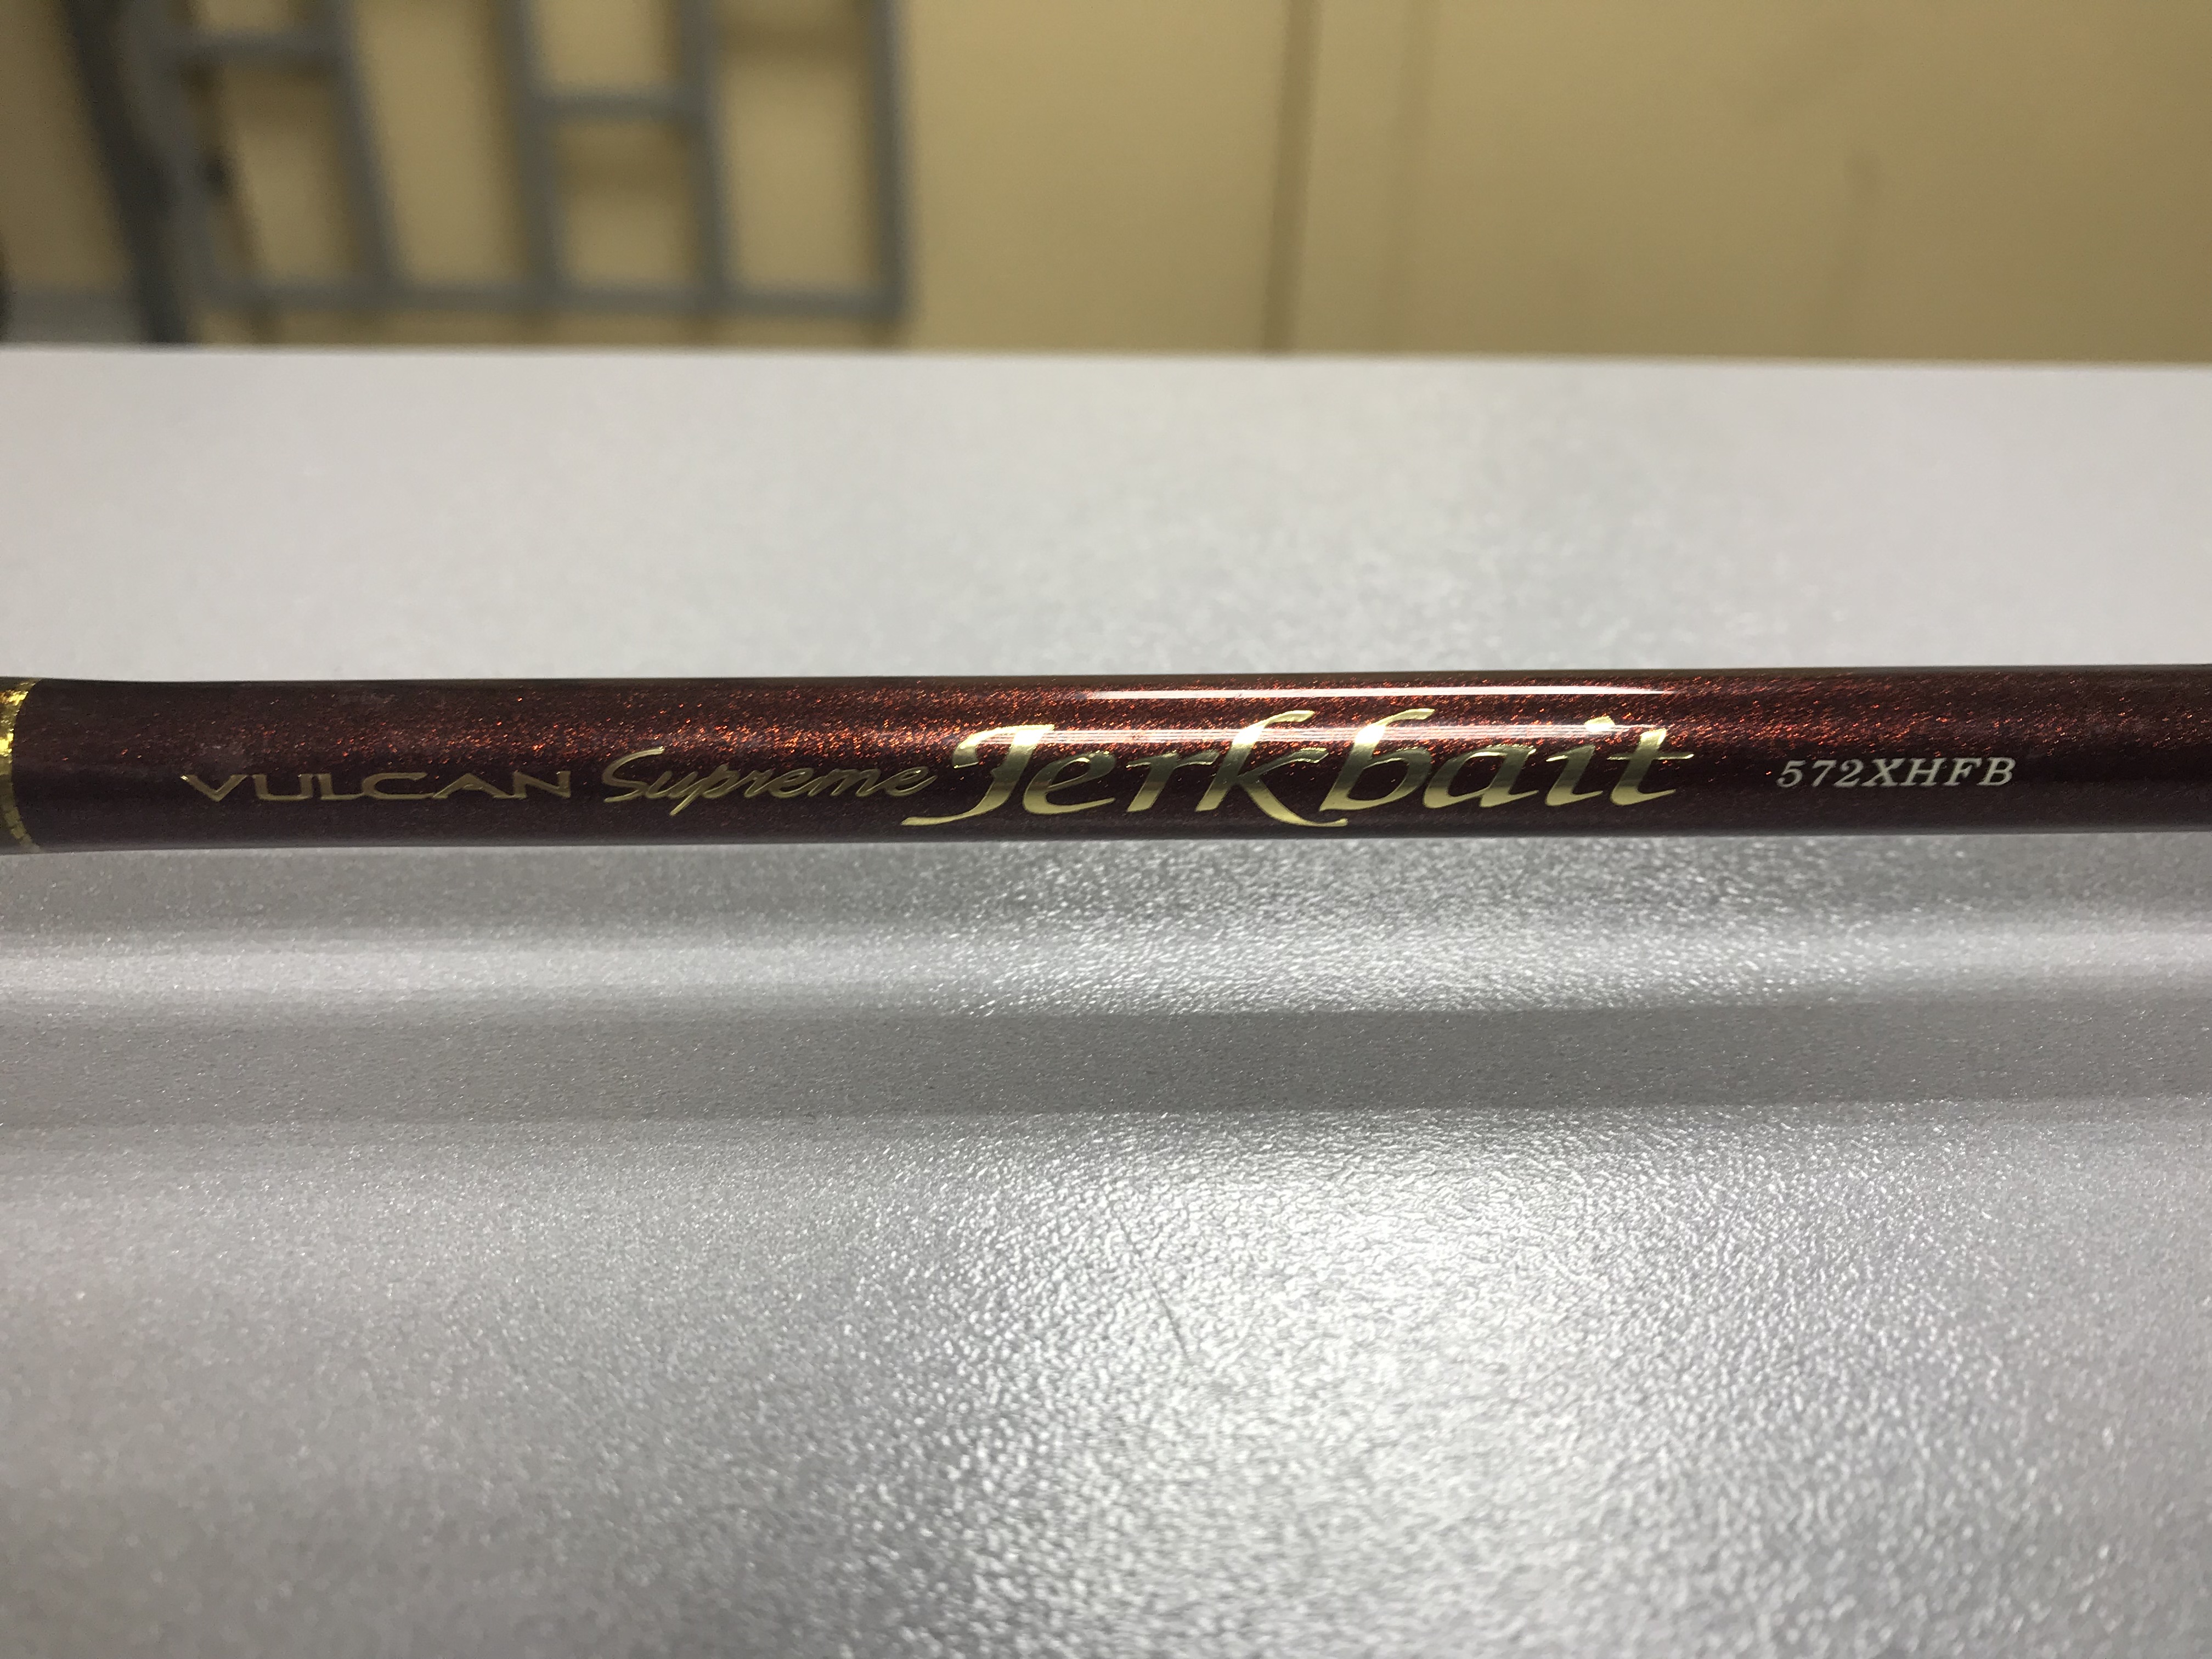 VULCAN Supreme Jerkbait 572XHFB